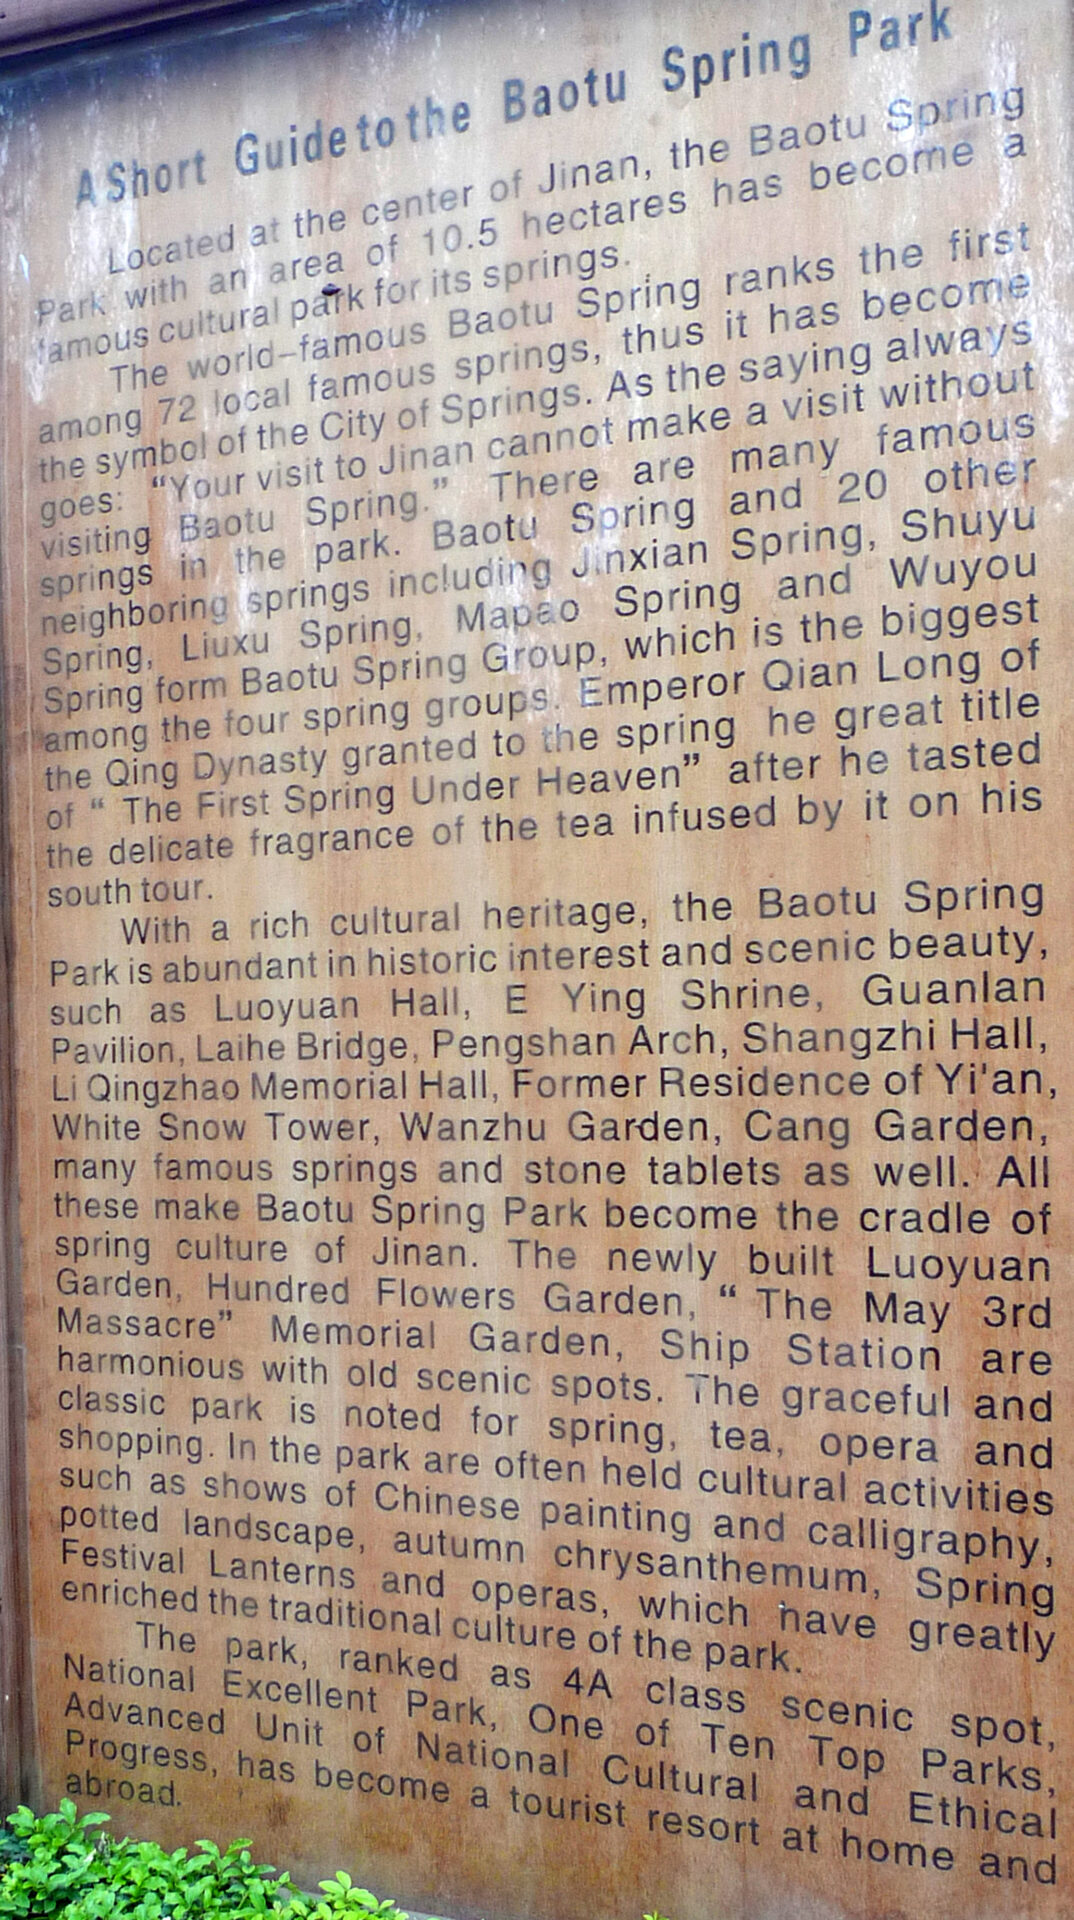 A Short Guide to the Baotu Spring Park
Located at the center of Jinan, the Baotu Spring
Park with an area of 10.5 hectares has become a
famous cultural park for its springs.
The world-famous Baotu Spring ranks the first
among 72 local famous springs, thus it has become
the symbol of the City of Springs. As the saying always
goes: “Your visit to Jinan cannot make a visit without
visiting Baotu Spring.” There are many famous
springs in the park. Baotu Spring and 20 other
neighboring springs including Jinxian Spring, Shuyu
Spring, Liuxu Spring, Mapao Spring and Wuyou
Spring form Baotu Spring Group, which is the biggest
among the four spring groups. Emperor Qian Long of
the Qing Dynasty granted to the spring he great title
of “ The First Spring Under Heaven” after he tasted
the delicate fragrance of the tea infused by it on his
south tour.
With a rich cultural heritage, the Baotu Spring
Park is abundant in historic interest and scenic beauty,
such as Luoyuan Hall, E Ying Shrine, Guanlan
Pavilion, Laihe Bridge, Pengshan Arch, Shangzhi Hall,
Li Qingzhao Memorial Hall, Former Residence of Yi'an,
White Snow Tower, Wanzhu Garden, Cang Garden,
many famous springs and stone tablets as well. All
these make Baotu Spring Park become the cradle of
spring culture of Jinan. The newly built Luoyuan
Garden, Hundred Flowers Garden, “ The May 3rd
Massacre” Memorial Garden, Ship Station are
harmonious with old scenic spots. The graceful and
classic park is noted for spring, tea, opera and
shopping. In the park are often held cultural activities
such as shows of Chinese painting and calligraphy,
potted landscape, autumn chrysanthemum, Spring
Festival Lanterns and operas, which have greatly
enriched the traditional culture of the park.
The park, ranked as 4A class scenic spot,
National Excellent Park, One of Ten Top Parks,
Advanced Unit of National Cultural and Ethical
Progress, has become a tourist resort at home and
abroad.